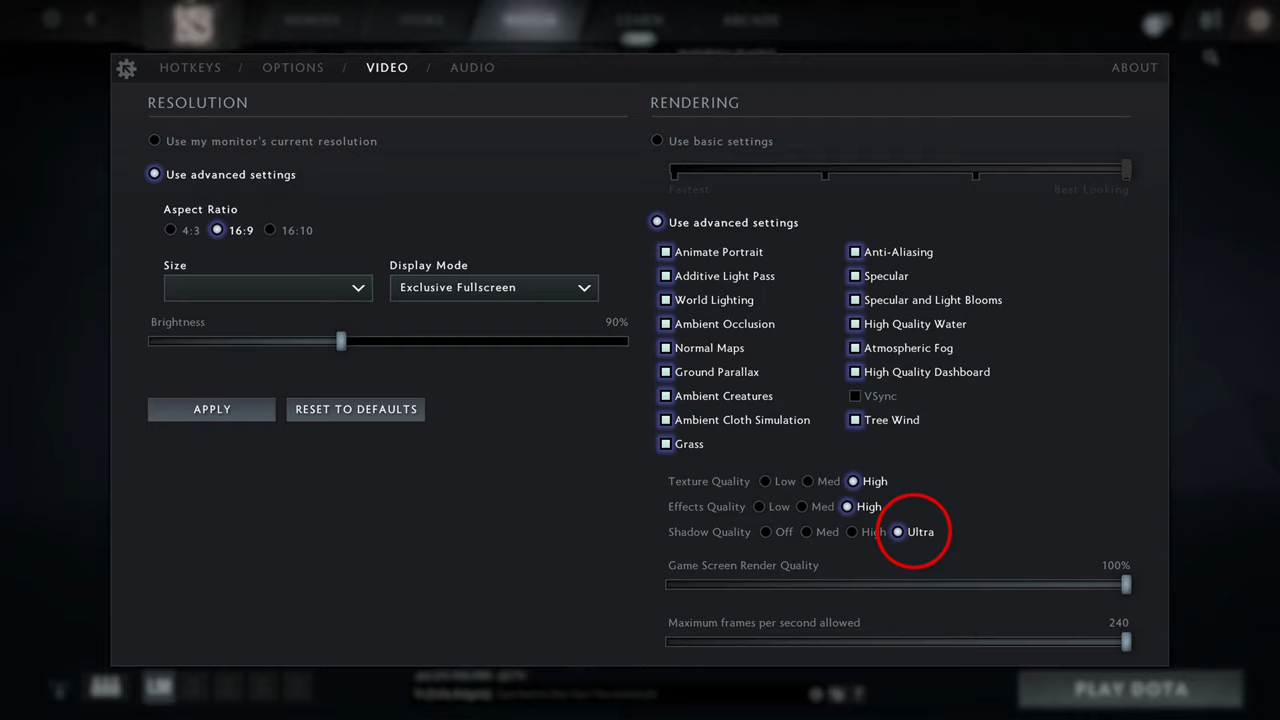 HOTKEYS / OPTIONS / VIDEO / AUDIO
ABOUT
RESOLUTION
Use my monitor's current resolution
Use advanced settings
Aspect Ratio
4:3 16:9 16:10
Size Display Mode
Exclusive Fullscreen
Brightness 90%
APPLY RESET TO DEFAULTS
RENDERING
Use basic settings
Fastest Best Looking
Use advanced settings
Animate Portrait Anti-Aliasing
Additive Light Pass Specular
World Lighting Specular and Light Blooms
Ambient Occlusion High Quality Water
Normal Maps Atmospheric Fog
Ground Parallax High Quality Dashboard
Ambient Creatures VSync
Ambient Cloth Simulation Tree Wind
Grass
Texture Quality Low Med High
Effects Quality Low Med High
Shadow Quality Off Med High Ultra
Game Screen Render Quality 100%
Maximum frames per second allowed 240
PLAY DOTA